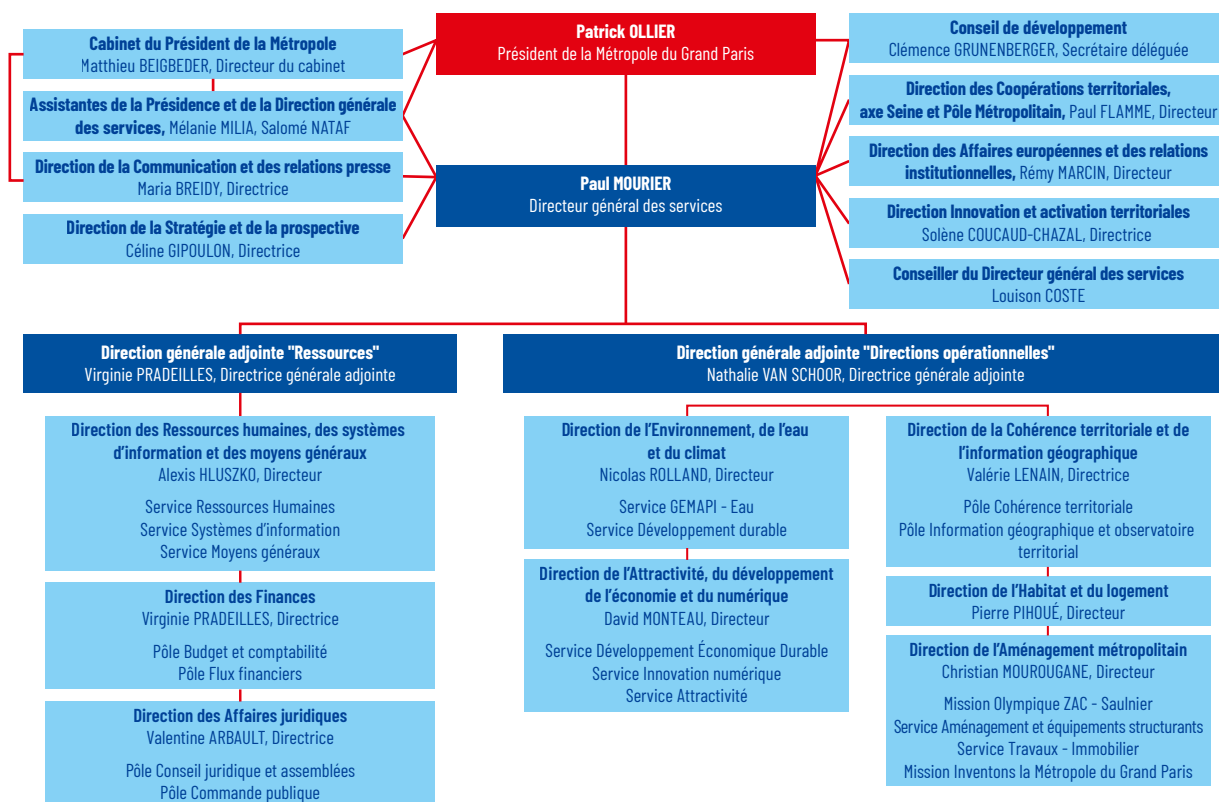 Patrick OLLIER
Président de la Métropole du Grand Paris
Cabinet du Président de la Métropole
Matthieu BEIGBEDER, Directeur du cabinet
Assistantes de la Présidence et de la Direction générale
des services, Mélanie MILIA, Salomé NATAF
Direction de la Communication et des relations presse
Maria BREIDY, Directrice
Direction de la Stratégie et de la prospective
Céline GIPOULON, Directrice
Paul MOURIER
Directeur général des services
Conseil de développement
Clémence GRUNENBERGER, Secrétaire déléguée
Direction des Coopérations territoriales,
axe Seine et Pôle Métropolitain, Paul FLAMME, Directeur
Direction des Affaires européennes et des relations
institutionnelles, Rémy MARCIN, Directeur
Direction Innovation et activation territoriales
Solène COUCAUD-CHAZAL, Directrice
Conseiller du Directeur général des services
Louison COSTE
Direction générale adjointe "Ressources"
Virginie PRADEILLES, Directrice générale adjointe
Direction des Ressources humaines, des systèmes
d'information et des moyens généraux
Alexis HLUSZKO, Directeur
Service Ressources Humaines
Service Systèmes d'information
Service Moyens généraux
Direction des Finances
Virginie PRADEILLES, Directrice
Pôle Budget et comptabilité
Pôle Flux financiers
Direction des Affaires juridiques
Valentine ARBAULT, Directrice
Pôle Conseil juridique et assemblées
Pôle Commande publique
Direction générale adjointe "Directions opérationnelles"
Nathalie VAN SCHOOR, Directrice générale adjointe
Direction de l'Environnement, de l'eau
et du climat
Nicolas ROLLAND, Directeur
Service GEMAPI - Eau
Service Développement durable
Direction de l'Attractivité, du développement
de l'économie et du numérique
David MONTEAU, Directeur
Service Développement Économique Durable
Service Innovation numérique
Service Attractivité
Direction de la Cohérence territoriale et de
l'information géographique
Valérie LENAIN, Directrice
Pôle Cohérence territoriale
Pôle Information géographique et observatoire
territorial
Direction de l'Habitat et du logement
Pierre PIHOUÉ, Directeur
Direction de l'Aménagement métropolitain
Christian MOUROUGANE, Directeur
Mission Olympique ZAC - Saulnier
Service Aménagement et équipements structurants
Service Travaux - Immobilier
Mission Inventons la Métropole du Grand Paris